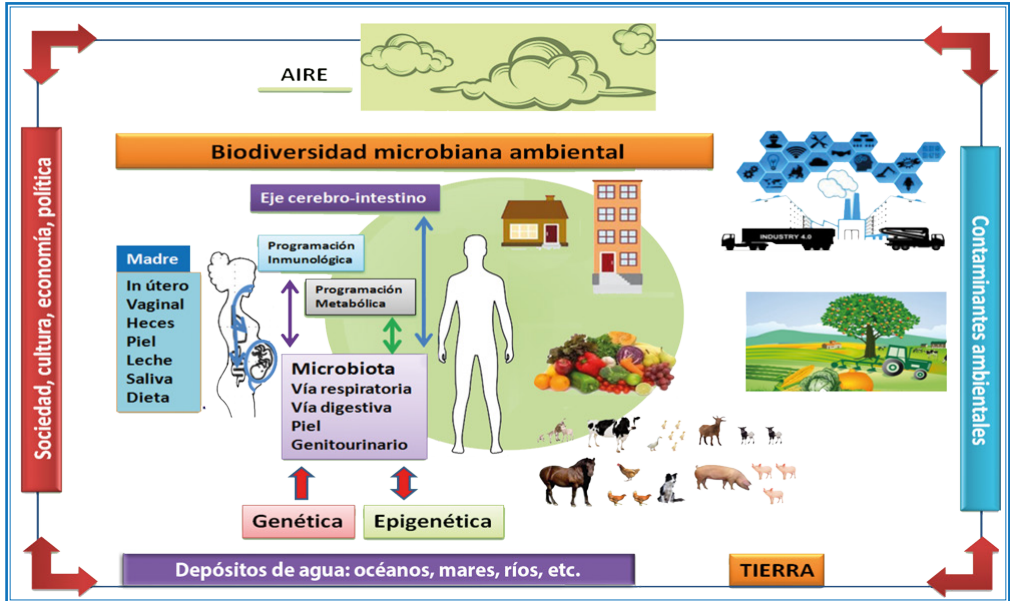 AIRE
Biodiversidad microbiana ambiental
Sociedad, cultura, economía, política
Eje cerebro-intestino
Programación
Inmunológica
Programación
Metabólica
Madre
In útero
Vaginal
Heces
Piel
Leche
Saliva
Dieta
Microbiota
Vía respiratoria
Vía digestiva
Piel
Genitourinario
Genética
Epigenética
INDUSTRY 4.0
Contaminantes ambientales
Depósitos de agua: océanos, mares, ríos, etc.
TIERRA